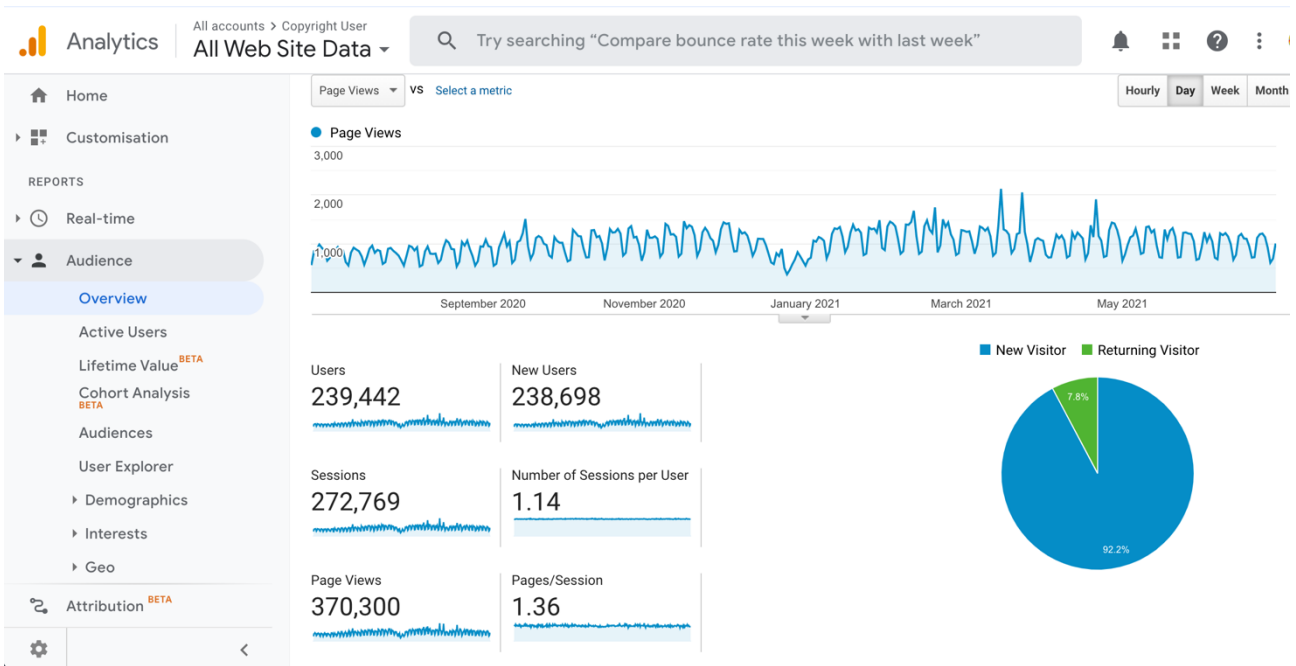 Analytics
All accounts > Copyright User
All Web Site Data
Try searching “Compare bounce rate this week with last week”
Home
Customisation
REPORTS
Real-time
Audience
Overview
Active Users
Lifetime Value BETA
Cohort Analysis
BETA
Audiences
User Explorer
Demographics
Interests
Geo
Attribution BETA
Page Views VS Select a metric
Hourly Day Week Month
Page Views
3,000
2,000
1,000
September 2020 November 2020 January 2021 March 2021 May 2021
New Visitor Returning Visitor
7.8%
92.2%
Users
239,442
New Users
238,698
Sessions
272,769
Number of Sessions per User
1.14
Page Views
370,300
Pages/Session
1.36